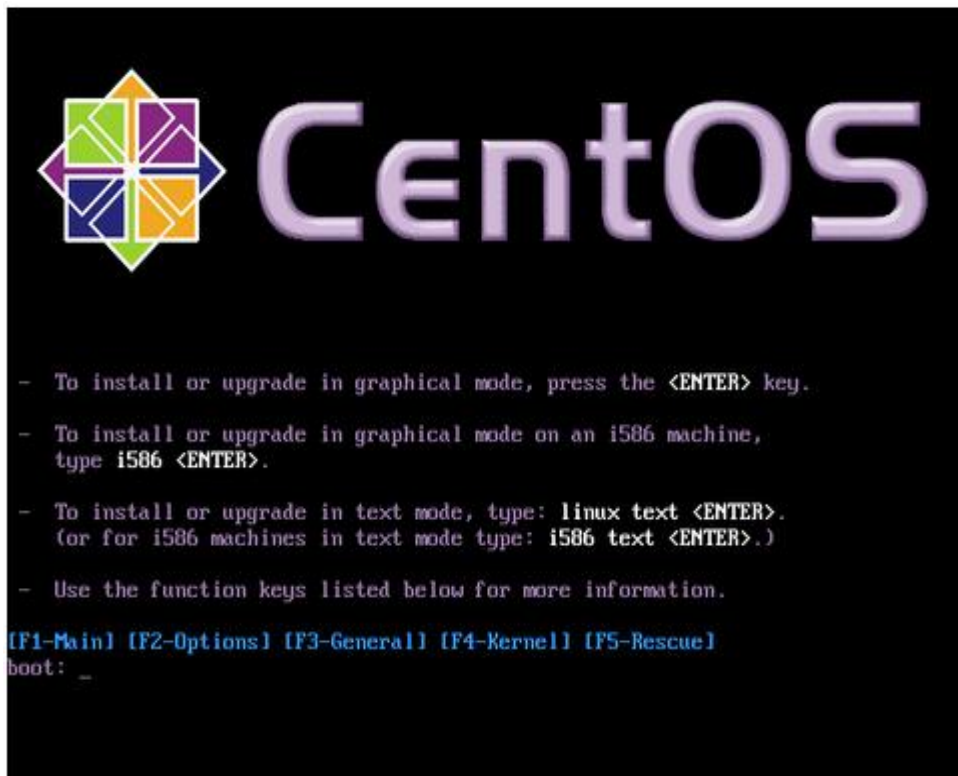 CentOS
- To install or upgrade in graphical mode, press the <ENTER> key.
- To install or upgrade in graphical mode on an i586 machine,
type i586 <ENTER>.
- To install or upgrade in text mode, type: linux text <ENTER>.
(or for i586 machines in text mode type: i586 text <ENTER>.)
- Use the function keys listed below for more information.
[F1-Main] [F2-Options] [F3-General] [F4-Kernel] [F5-Rescue]
boot: _